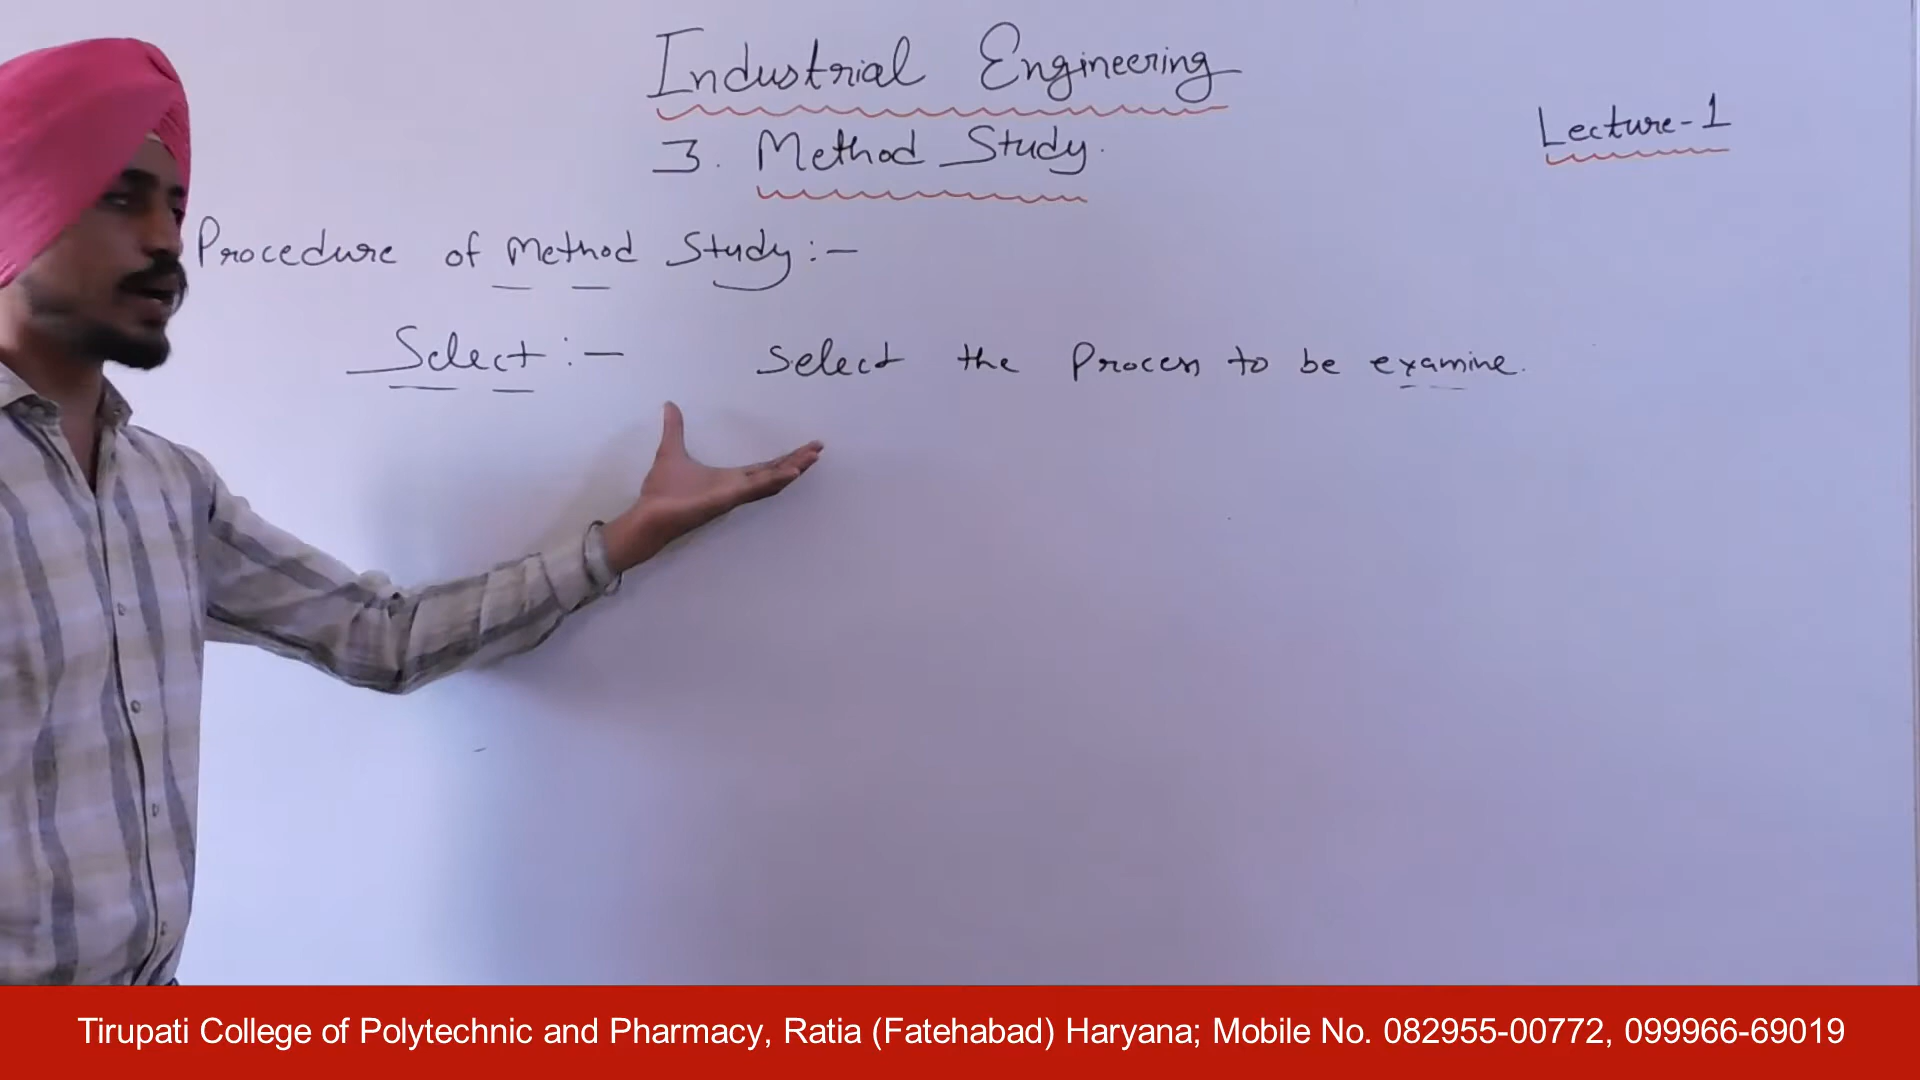 Industrial Engineering
Lecture-1
3. Method Study.
Procedure of Method Study:-
Select:- Select the Process to be examine.
Tirupati College of Polytechnic and Pharmacy, Ratia (Fatehabad) Haryana; Mobile No. 082955-00772, 099966-69019